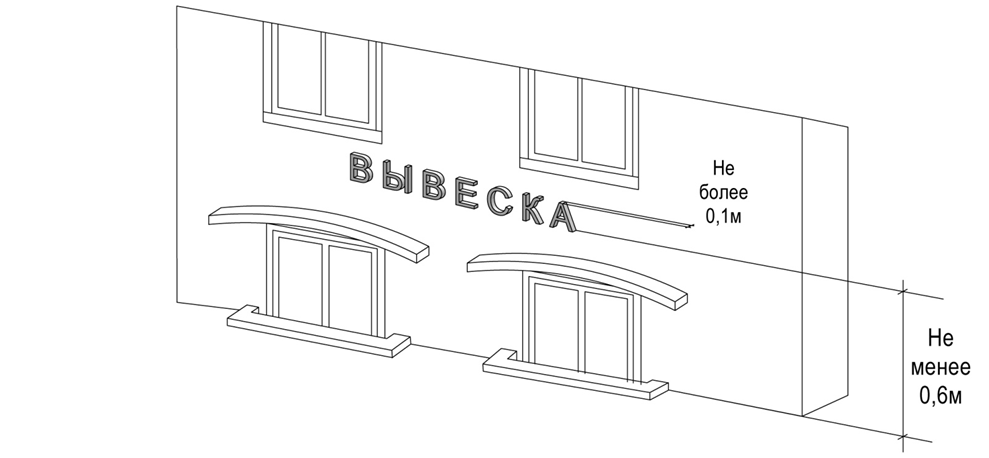 ВЫВЕСКА
Не
более
0,1м
Не
менее
0,6м